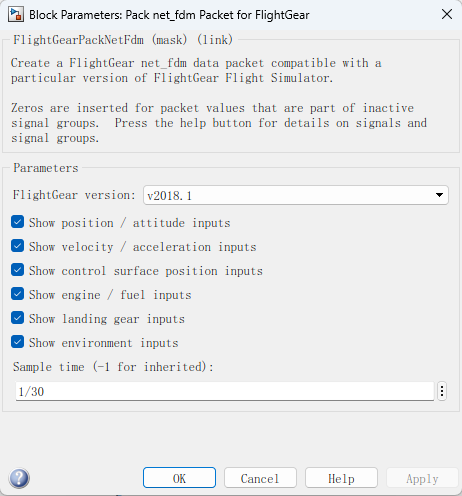 Block Parameters: Pack net_fdm Packet for FlightGear
FlightGearPackNetFdm (mask) (link)
Create a FlightGear net_fdm data packet compatible with a
particular version of FlightGear Flight Simulator.
Zeros are inserted for packet values that are part of inactive
signal groups.  Press the help button for details on signals and
signal groups.
Parameters
FlightGear version: v2018.1
Show position / attitude inputs
Show velocity / acceleration inputs
Show control surface position inputs
Show engine / fuel inputs
Show landing gear inputs
Show environment inputs
Sample time (-1 for inherited):
1/30
? OK Cancel Help Apply